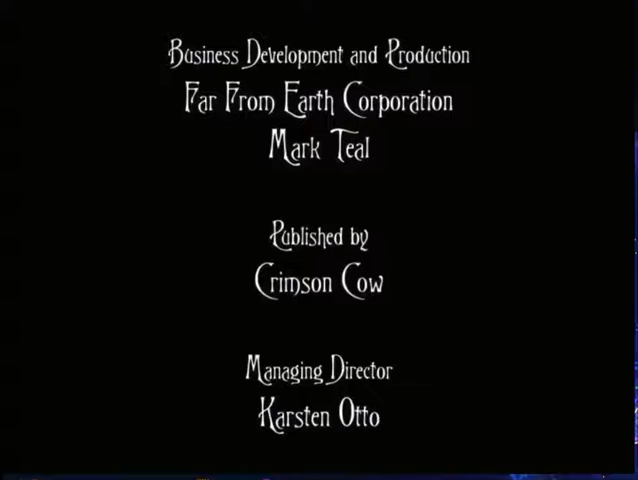 Business Development and Production
Far From Earth Corporation
Mark Teal
Published by
Crimson Cow
Managing Director
Karsten Otto